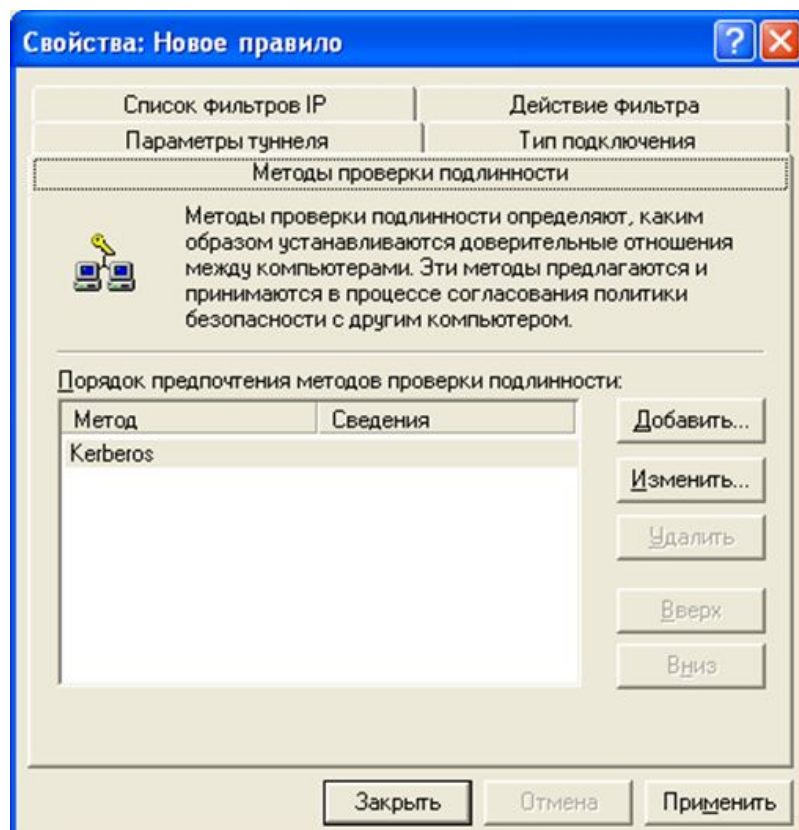 Свойства: Новое правило
Список фильтров IP
Действие фильтра
Параметры туннеля
Тип подключения
Методы проверки подлинности
Методы проверки подлинности определяют, каким
образом устанавливаются доверительные отношения
между компьютерами. Эти методы предлагаются и
принимаются в процессе согласования политики
безопасности с другим компьютером.
Порядок предпочтения методов проверки подлинности:
Метод
Сведения
Kerberos
Добавить...
Изменить...
Удалить
Вверх
Вниз
Закрыть
Отмена
Применить